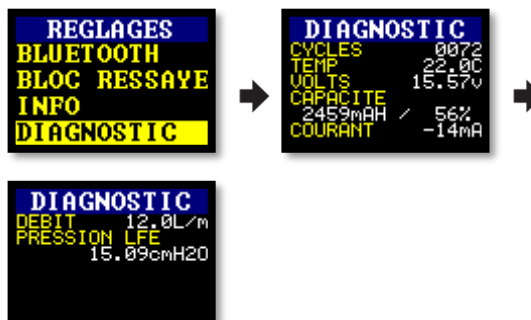 REGLAGES
BLUETOOTH
BLOC RESSAYE
INFO
DIAGNOSTIC
DIAGNOSTIC
CYCLES 0072
TEMP 22.0C
VOLTS 15.57v
CAPACITE
2459mAH / 56%
COURANT -14mA
DIAGNOSTIC
DEBIT 12.0L/m
PRESSION LFE
15.09cmH2O